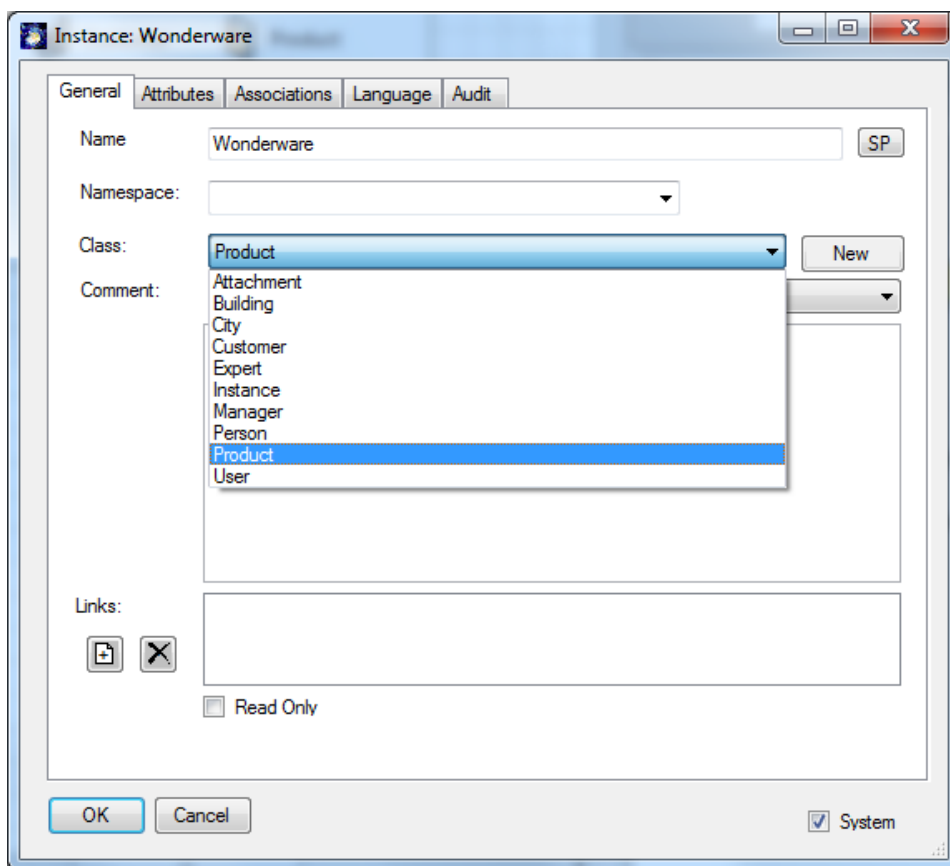 Instance: Wonderware
Product
General Attributes Associations Language Audit
Name Wonderware SP
Namespace:
Class: Product New
Comment:
Attachment
Building
City
Customer
Expert
Instance
Manager
Person
Product
User
Links:
Read Only
OK Cancel System